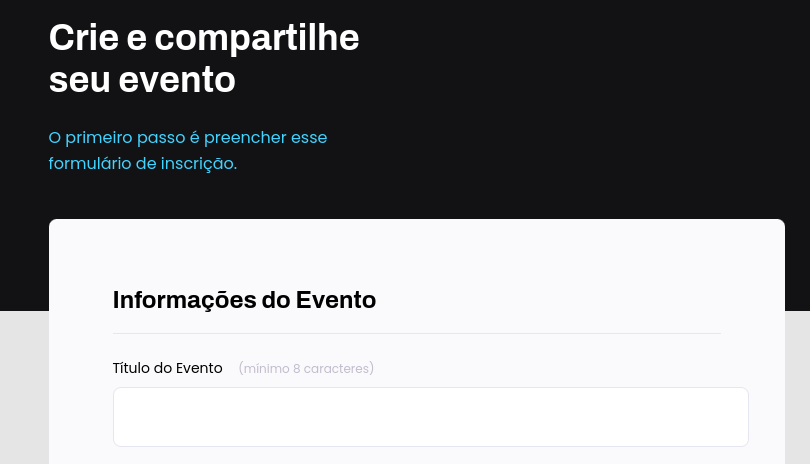 Crie e compartilhe
seu evento
O primeiro passo é preencher esse
formulário de inscrição.
Informações do Evento
Título do Evento (mínimo 8 caracteres)